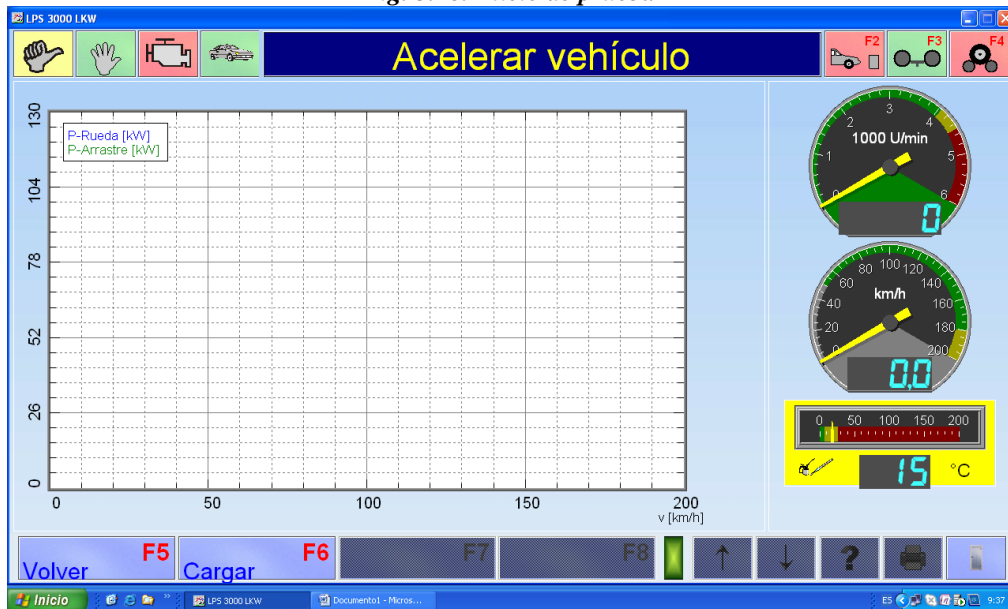 LPS 3000 LKW
Acelerar vehículo
F2
F3
F4
P-Rueda [kW]
P-Arrastre [kW]
130
104
78
52
26
0
0
50
100
150
200
v [km/h]
0
1
2
3
4
5
6
1000 U/min
0
0
20
40
60
80
100
120
140
160
180
200
km/h
0,0
0
50
100
150
200
15
°C
Volver
F5
Cargar
F6
F7
F8
?
Inicio
LPS 3000 LKW
Documento1 - Micros...
ES
9:37